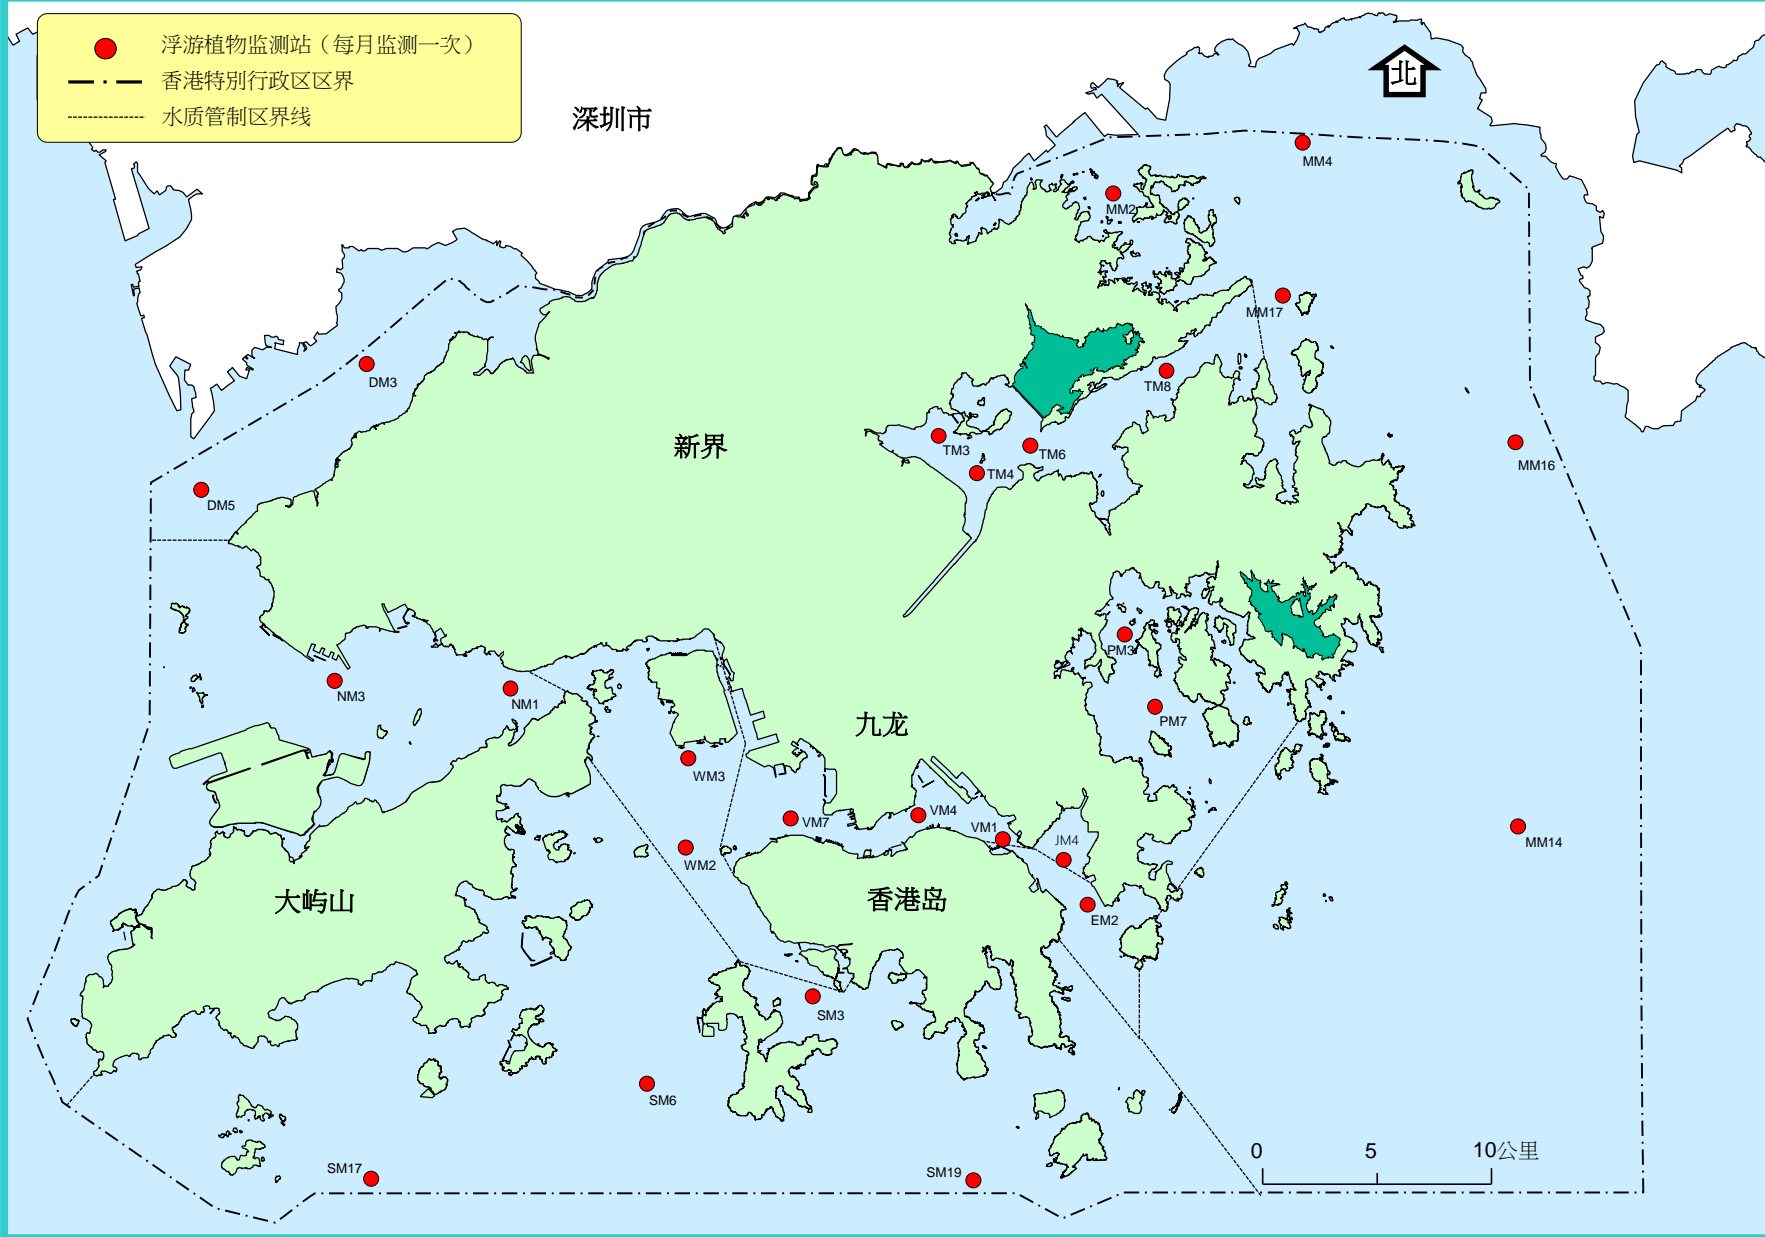 浮游植物监测站（每月监测一次）
香港特別行政区区界
水质管制区界线
深圳市
北
MM4
MM2
MM17
DM3
TM8
新界
TM3
TM6
TM4
MM16
DM5
PM3
NM3
NM1
PM7
九龙
WM3
VM7
VM4
VM1
JM4
MM14
WM2
大屿山
香港岛
EM2
SM3
SM6
0 5 10公里
SM17
SM19